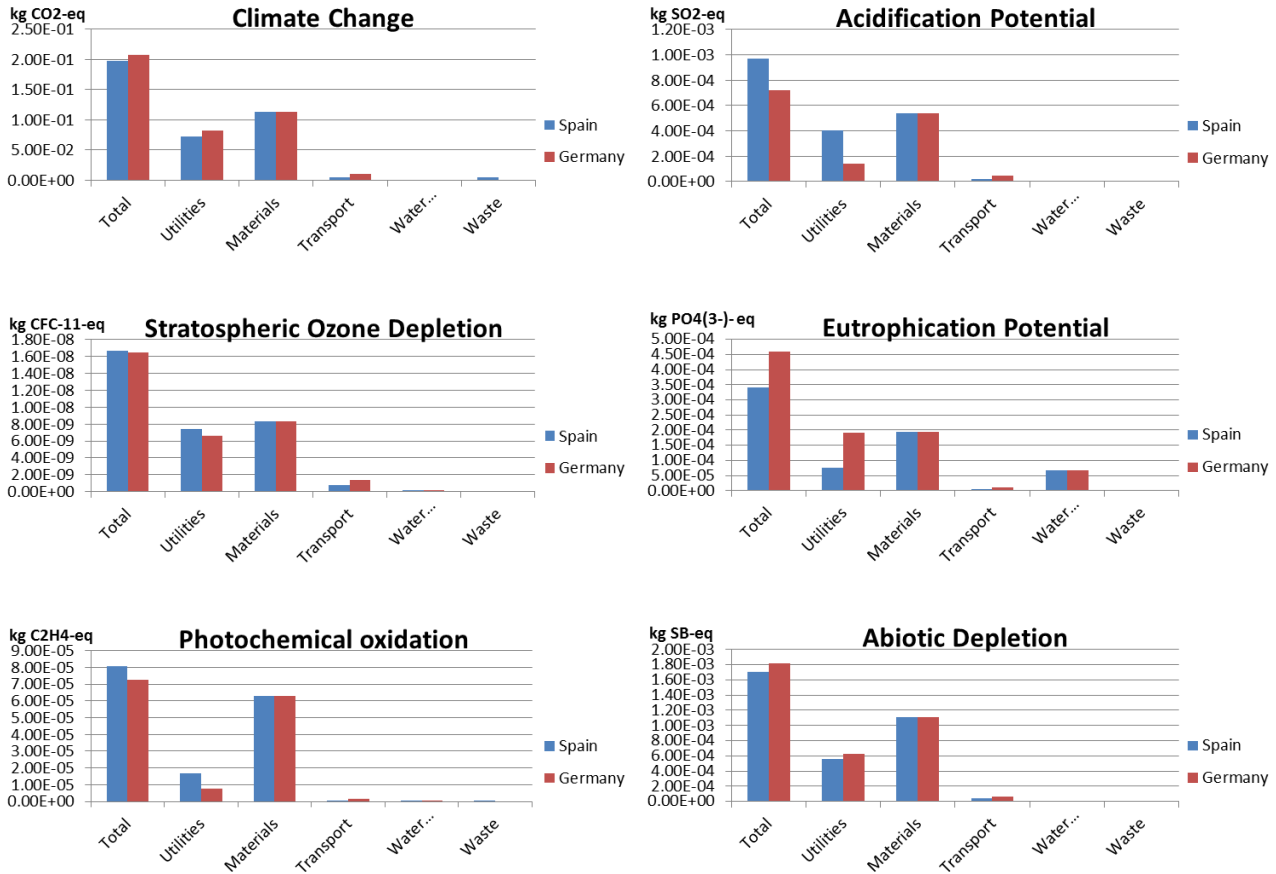 kg CO2-eq
Climate Change
2.50E-01
2.00E-01
1.50E-01
1.00E-01
5.00E-02
0.00E+00
Total
Utilities
Materials
Transport
Water...
Waste
Spain
Germany
kg SO2-eq
Acidification Potential
1.20E-03
1.00E-03
8.00E-04
6.00E-04
4.00E-04
2.00E-04
0.00E+00
Total
Utilities
Materials
Transport
Water...
Waste
Spain
Germany
kg CFC-11-eq
Stratospheric Ozone Depletion
1.80E-08
1.60E-08
1.40E-08
1.20E-08
1.00E-08
8.00E-09
6.00E-09
4.00E-09
2.00E-09
0.00E+00
Total
Utilities
Materials
Transport
Water...
Waste
Spain
Germany
kg PO4(3-)- eq
Eutrophication Potential
5.00E-04
4.50E-04
4.00E-04
3.50E-04
3.00E-04
2.50E-04
2.00E-04
1.50E-04
1.00E-04
5.00E-05
0.00E+00
Total
Utilities
Materials
Transport
Water...
Waste
Spain
Germany
kg C2H4-eq
Photochemical oxidation
9.00E-05
8.00E-05
7.00E-05
6.00E-05
5.00E-05
4.00E-05
3.00E-05
2.00E-05
1.00E-05
0.00E+00
Total
Utilities
Materials
Transport
Water...
Waste
Spain
Germany
kg SB-eq
Abiotic Depletion
2.00E-03
1.80E-03
1.60E-03
1.40E-03
1.20E-03
1.00E-03
8.00E-04
6.00E-04
4.00E-04
2.00E-04
0.00E+00
Total
Utilities
Materials
Transport
Water...
Waste
Spain
Germany